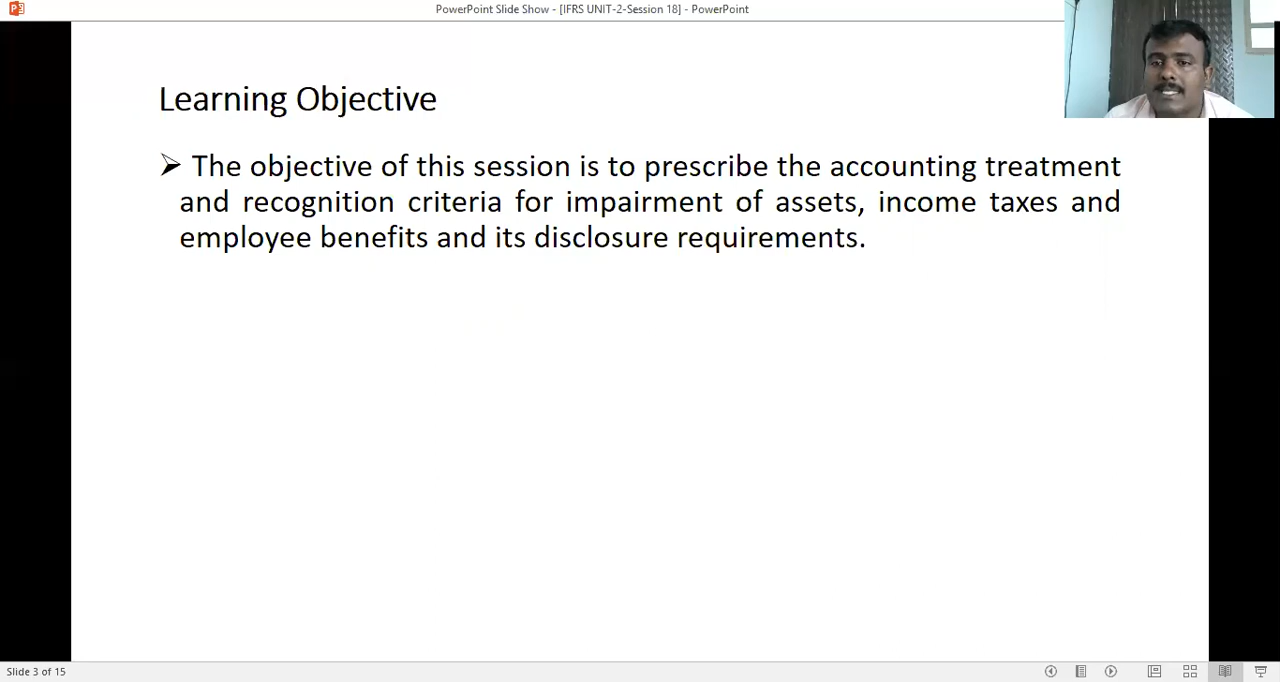 PowerPoint Slide Show - [IFRS UNIT-2-Session 18] - PowerPoint
Learning Objective
➢ The objective of this session is to prescribe the accounting treatment
and recognition criteria for impairment of assets, income taxes and
employee benefits and its disclosure requirements.
Slide 3 of 15